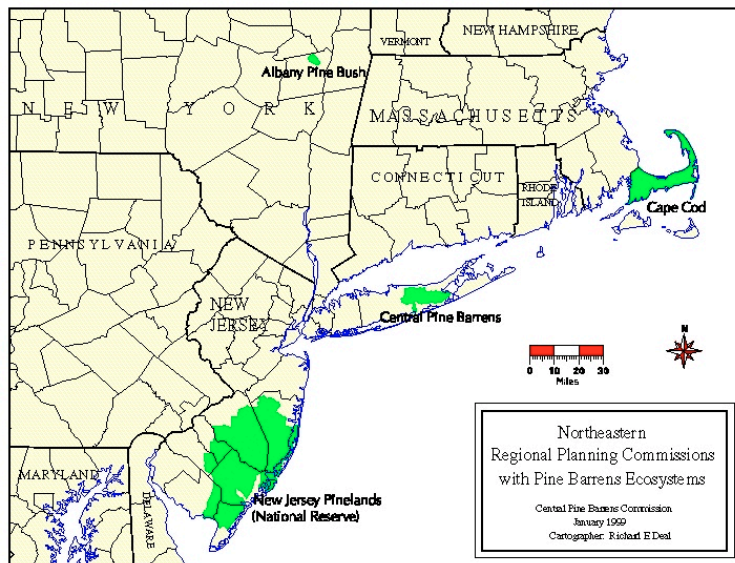 VERMONT
NEW HAMPSHIRE
Albany Pine Bush
NEW YORK
MASSACHUSETTS
CONNECTICUT
RHODE
ISLAND
Cape Cod
PENNSYLVANIA
NEW
JERSEY
Central Pine Barrens
N
0 10 20 30
Miles
Northeastern
Regional Planning Commissions
with Pine Barrens Ecosystems
Central Pine Barrens Commission
January 1999
Cartographer: Richard E Deal
MARYLAND
DELAWARE
New Jersey Pinelands
(National Reserve)